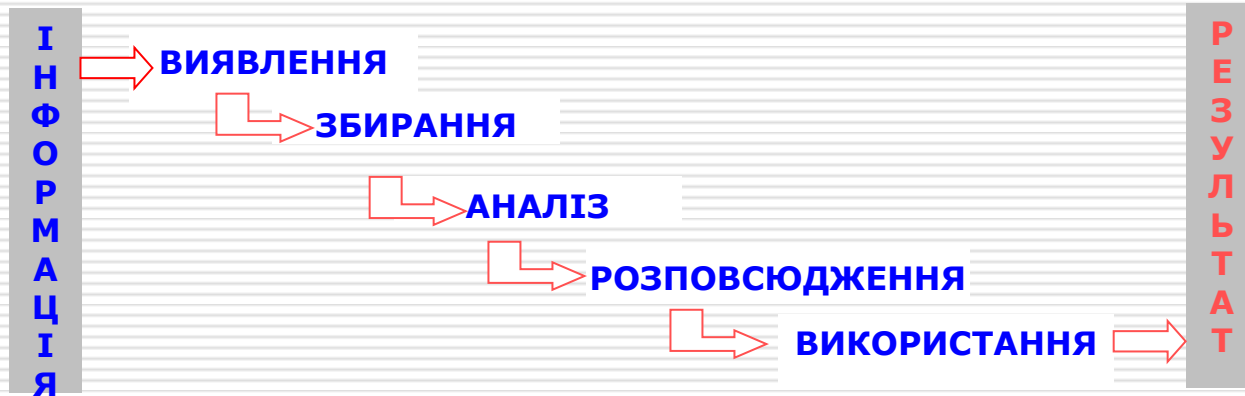 ІНФОРМАЦІЯ
ВИЯВЛЕННЯ
ЗБИРАННЯ
АНАЛІЗ
РОЗПОВСЮДЖЕННЯ
ВИКОРИСТАННЯ
РЕЗУЛЬТАТ